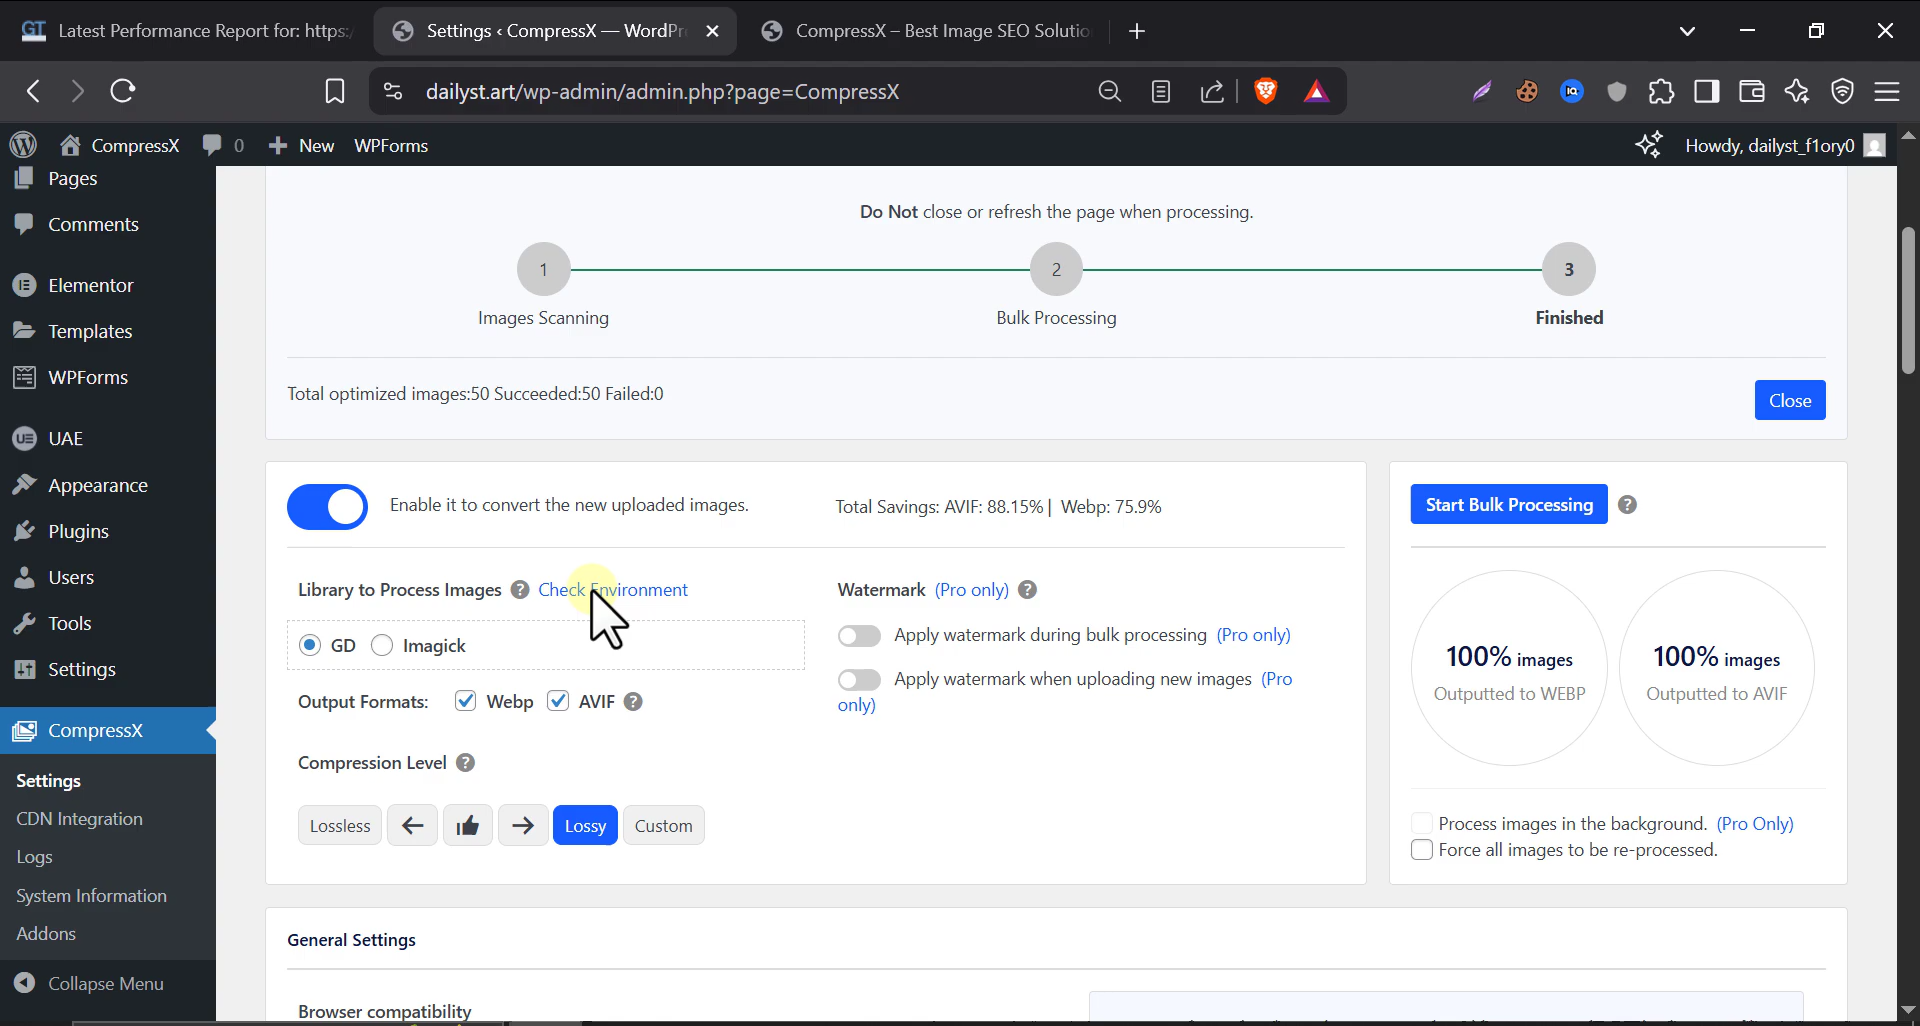 Latest Performance Report for: https:/
Settings ‹ CompressX — WordPr
CompressX – Best Image SEO Solutio
dailyst.art/wp-admin/admin.php?page=CompressX
CompressX
0
New
WPForms
Howdy, dailyst_f1ory0
Pages
Comments
Elementor
Templates
WPForms
UAE
Appearance
Plugins
Users
Tools
Settings
CompressX
Settings
CDN Integration
Logs
System Information
Addons
Collapse Menu
Do Not close or refresh the page when processing.
1
2
3
Images Scanning
Bulk Processing
Finished
Total optimized images:50 Succeeded:50 Failed:0
Close
Enable it to convert the new uploaded images.
Total Savings: AVIF: 88.15% | Webp: 75.9%
Library to Process Images ? Check Environment
GD Imagick
Output Formats: Webp AVIF ?
Compression Level ?
Lossless
Lossy
Custom
Watermark (Pro only) ?
Apply watermark during bulk processing (Pro only)
Apply watermark when uploading new images (Pro
only)
Start Bulk Processing ?
100% images
Outputted to WEBP
100% images
Outputted to AVIF
Process images in the background. (Pro Only)
Force all images to be re-processed.
General Settings
Browser compatibility